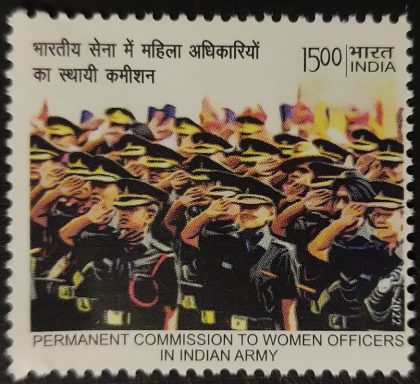 भारतीय सेना में महिला अधिकारियों
का स्थायी कमीशन
1500 भारत
INDIA
2022
PERMANENT COMMISSION TO WOMEN OFFICERS
IN INDIAN ARMY